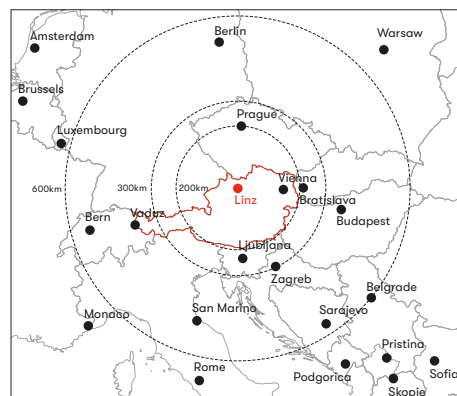 Amsterdam
Berlin
Warsaw
Brussels
Prague
Luxembourg
600km
300km
200km
Vienna
Linz
Bratislava
Bern
Vaduz
Budapest
Ljubljana
Zagreb
Belgrade
Monaco
San Marino
Sarajevo
Pristina
Rome
Podgorica
Sofia
Skopje